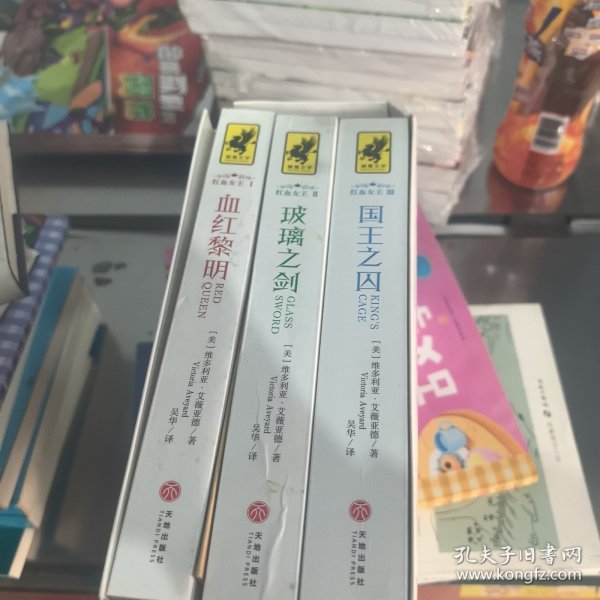 红血女王 I
血红黎明
RED
QUEEN
[美] 维多利亚·艾薇亚德 / 著
Victoria Aveyard
吴华 / 译
天地出版社
TIANDI PRESS
红血女王 II
玻璃之剑
GLASS
SWORD
[美] 维多利亚·艾薇亚德 / 著
Victoria Aveyard
吴华 / 译
天地出版社
TIANDI PRESS
红血女王 III
国王之囚
KING'S
CAGE
[美] 维多利亚·艾薇亚德 / 著
Victoria Aveyard
吴华 / 译
天地出版社
TIANDI PRESS
孔夫子旧书网
www.kongfz.com